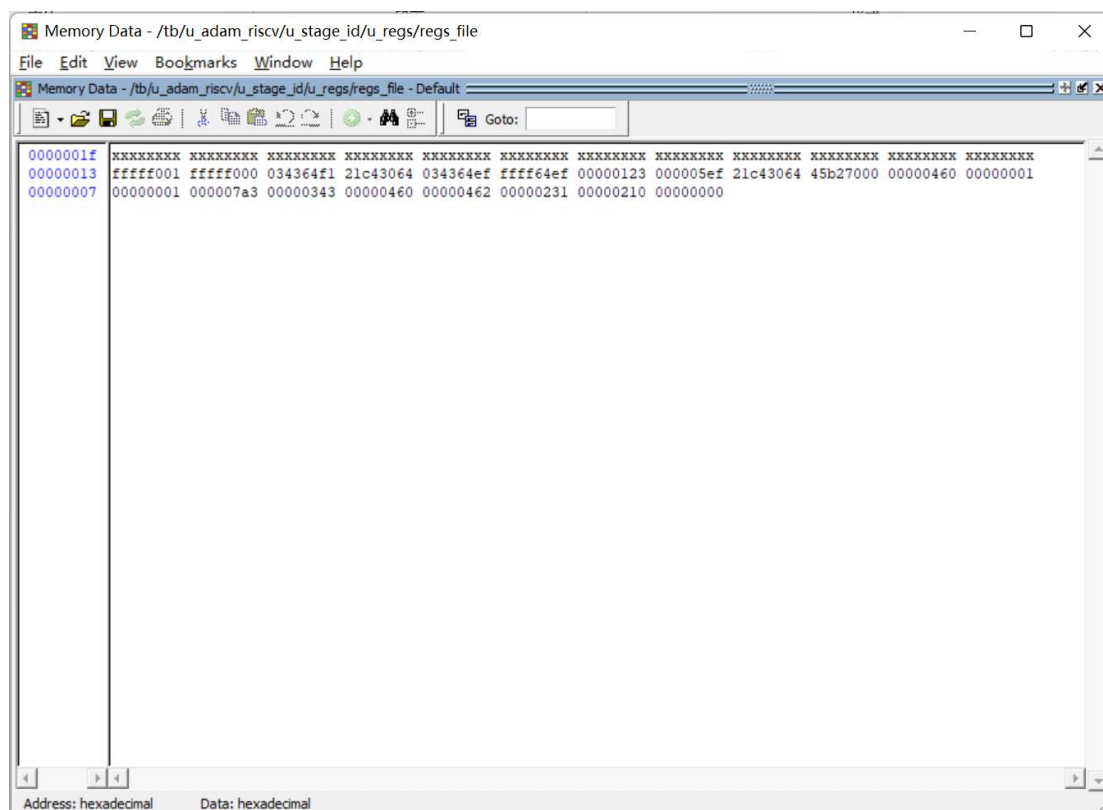 Memory Data - /tb/u_adam_riscv/u_stage_id/u_regs/regs_file
File Edit View Bookmarks Window Help
Memory Data - /tb/u_adam_riscv/u_stage_id/u_regs/regs_file - Default
Goto:
0000001f xxxxxxxx xxxxxxxx xxxxxxxx xxxxxxxx xxxxxxxx xxxxxxxx xxxxxxxx xxxxxxxx xxxxxxxx xxxxxxxx xxxxxxxx xxxxxxxx
00000013 fffff001 fffff000 034364f1 21c43064 034364ef ffff64ef 00000123 000005ef 21c43064 45b27000 00000460 00000001
00000007 00000001 000007a3 00000343 00000460 00000462 00000231 00000210 00000000
Address: hexadecimal Data: hexadecimal